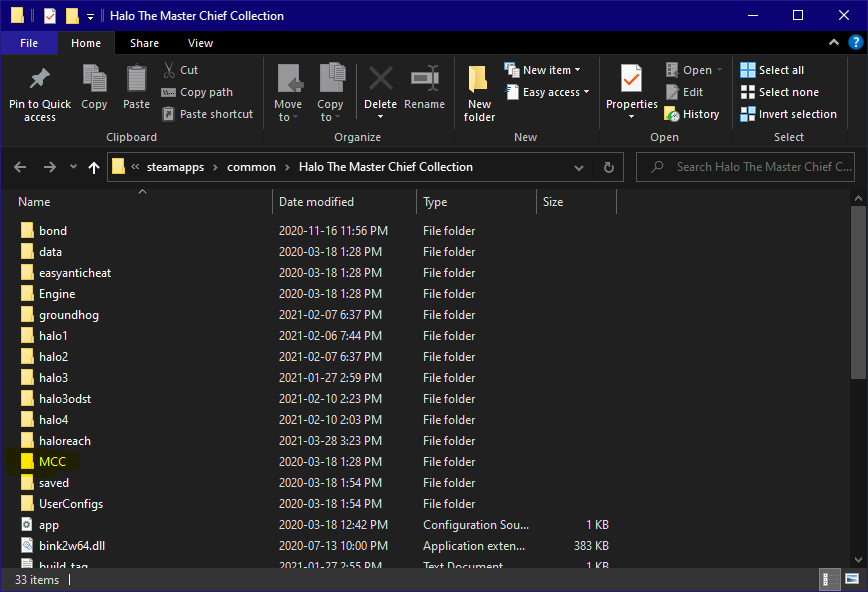 Halo The Master Chief Collection
File Home Share View
Pin to Quick access
Copy
Paste
Cut
Copy path
Paste shortcut
Clipboard
Move to
Copy to
Delete
Rename
Organize
New folder
New item
Easy access
New
Properties
Open
Edit
History
Open
Select all
Select none
Invert selection
Select
« steamapps › common › Halo The Master Chief Collection
Search Halo The Master Chief C...
Name Date modified Type Size
bond 2020-11-16 11:56 PM File folder
data 2020-03-18 1:28 PM File folder
easyanticheat 2020-03-18 1:28 PM File folder
Engine 2020-03-18 1:28 PM File folder
groundhog 2021-02-07 6:37 PM File folder
halo1 2021-02-06 7:44 PM File folder
halo2 2021-02-07 6:37 PM File folder
halo3 2021-01-27 2:59 PM File folder
halo3odst 2021-02-10 2:23 PM File folder
halo4 2021-02-10 2:03 PM File folder
haloreach 2021-03-28 3:23 PM File folder
MCC 2020-03-18 1:28 PM File folder
saved 2020-03-18 1:54 PM File folder
UserConfigs 2020-03-18 1:54 PM File folder
app 2020-03-18 12:42 PM Configuration Sou... 1 KB
bink2w64.dll 2020-07-13 10:00 PM Application exten... 383 KB
build_tag 2021-01-27 2:55 PM Text Document 1 KB
33 items